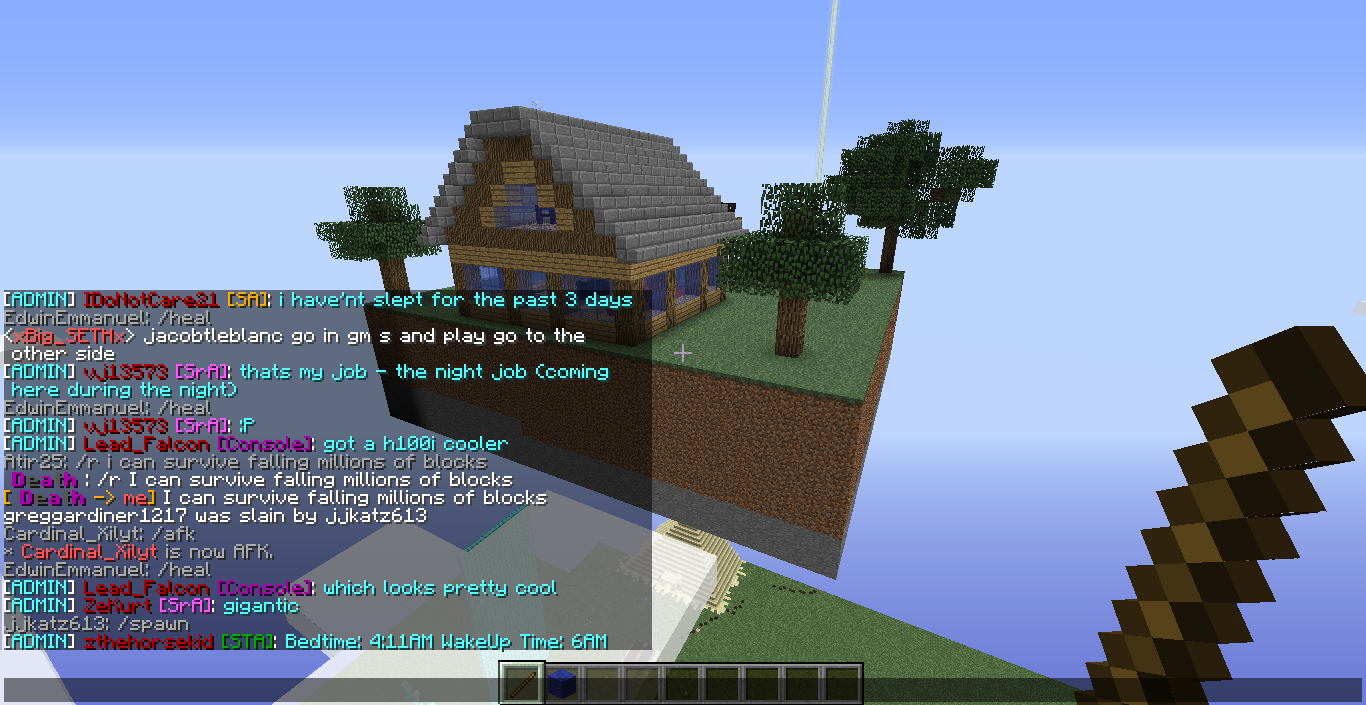 [ADMIN] IDoNotCare21 [SA]: i have'nt slept for the past 3 days
EdwinEmmanuel: /heal
<xBig_SETHx> jacobtleblanc go in gm s and play go to the
other side
[ADMIN] vvj13573 [SrA]: thats my job - the night job (coming
here during the night)
EdwinEmmanuel: /heal
[ADMIN] vvj13573 [SrA]: :P
[ADMIN] Lead_Falcon [Console]: got a h100i cooler
Atir25: /r i can survive falling millions of blocks
Death : /r I can survive falling millions of blocks
[ Death -> me] I can survive falling millions of blocks
greggardiner1217 was slain by jjkatz613
Cardinal_Xilyt: /afk
* Cardinal_Xilyt is now AFK.
EdwinEmmanuel: /heal
[ADMIN] Lead_Falcon [Console]: which looks pretty cool
[ADMIN] ZeKurt [SrA]: gigantic
jjkatz613: /spawn
[ADMIN] zthehorsekid [STA]: Bedtime: 4:11AM WakeUp Time: 6AM